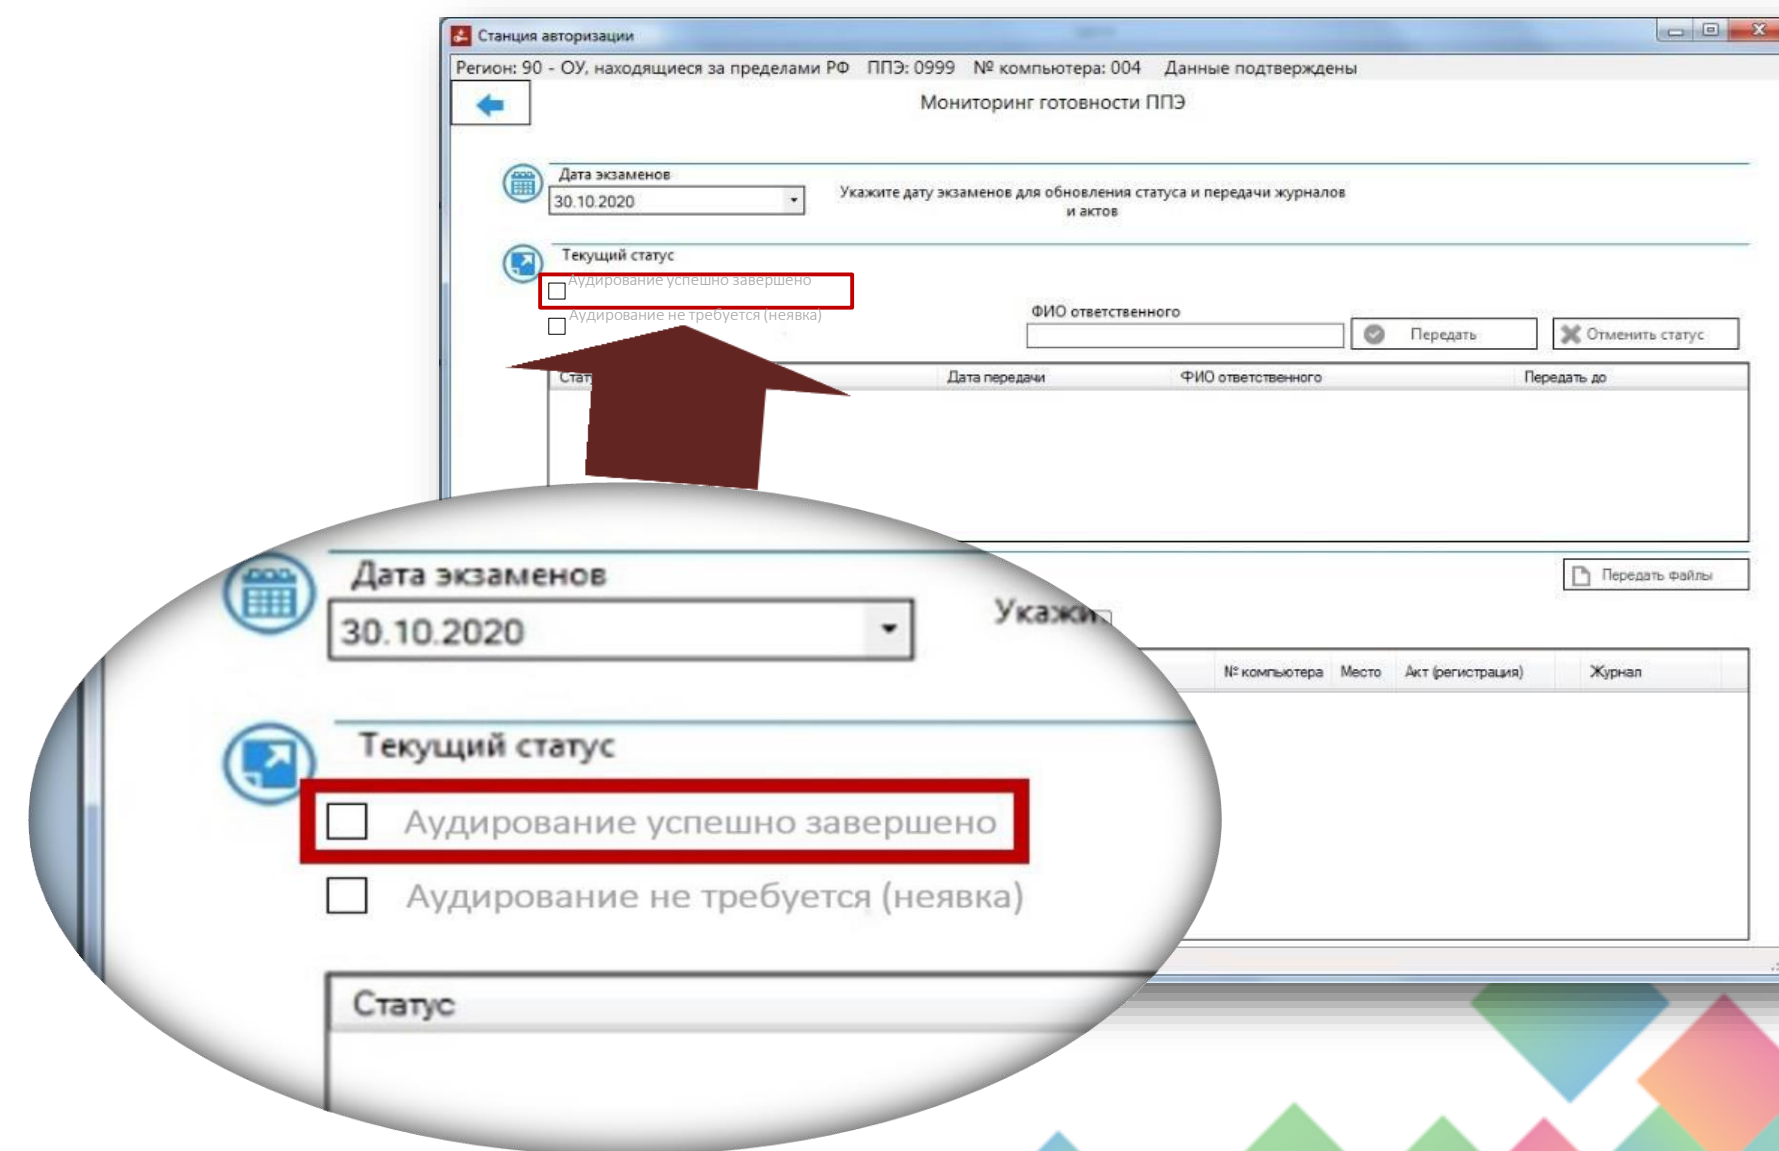 Станция авторизации
Регион: 90 - ОУ, находящиеся за пределами РФ ППЭ: 0999 № компьютера: 004 Данные подтверждены
Мониторинг готовности ППЭ
Дата экзаменов
30.10.2020
Укажите дату экзаменов для обновления статуса и передачи журналов
и актов
Текущий статус
Аудирование успешно завершено
Аудирование не требуется (неявка)
ФИО ответственного
Передать
Отменить статус
Дата передачи ФИО ответственного Передать до
Передать файлы
№ компьютера Место Акт (регистрация) Журнал
Дата экзаменов
30.10.2020
Текущий статус
Аудирование успешно завершено
Аудирование не требуется (неявка)
Статус